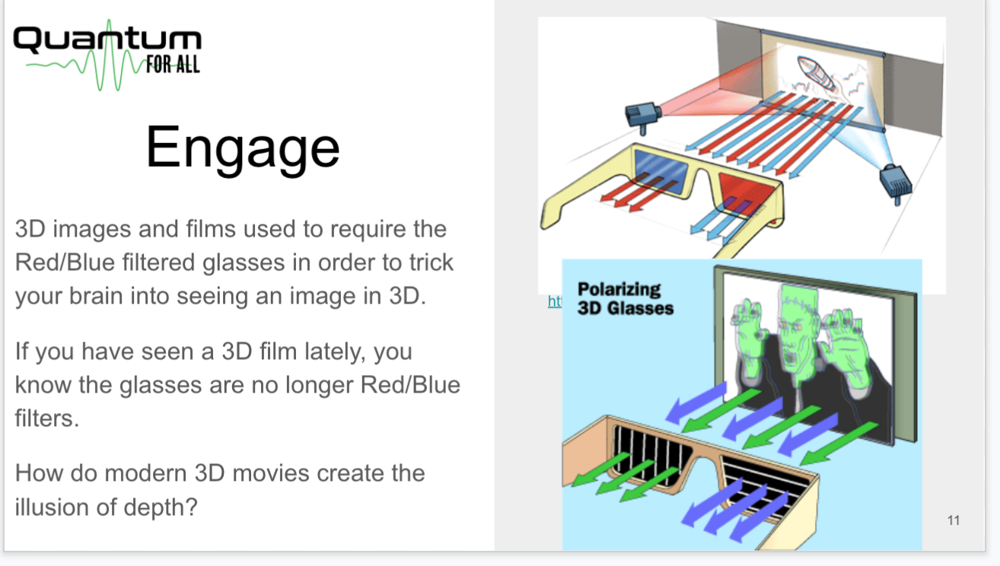 Quantum
FOR ALL
Engage
3D images and films used to require the
Red/Blue filtered glasses in order to trick
your brain into seeing an image in 3D.
If you have seen a 3D film lately, you
know the glasses are no longer Red/Blue
filters.
How do modern 3D movies create the
illusion of depth?
Polarizing
3D Glasses
11